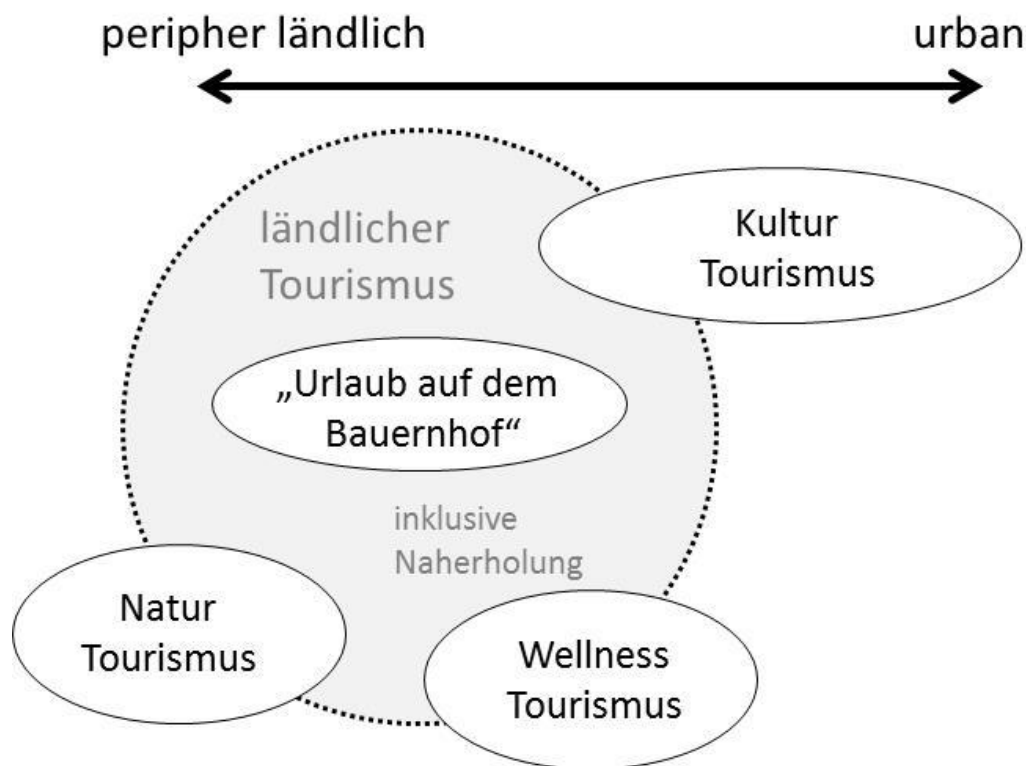 peripher ländlich
urban
ländlicher
Tourismus
Kultur
Tourismus
„Urlaub auf dem
Bauernhof“
inklusive
Naherholung
Natur
Tourismus
Wellness
Tourismus